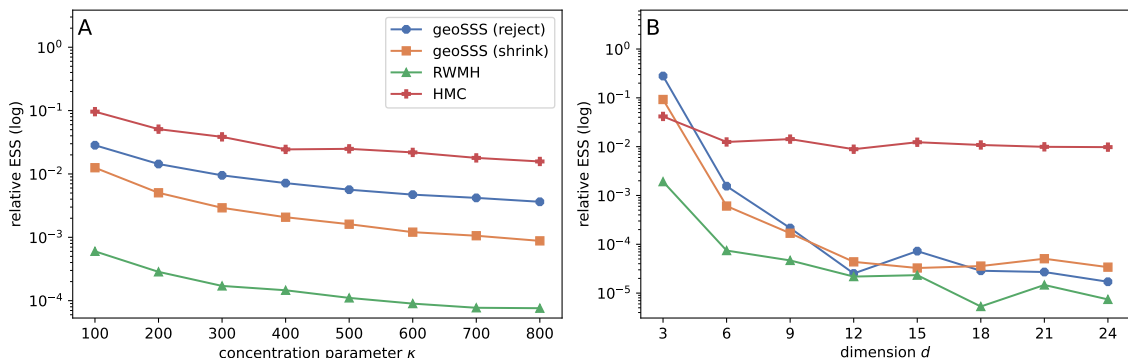 A
geoSSS (reject)
geoSSS (shrink)
RWMH
HMC
relative ESS (log)
10⁰
10⁻¹
10⁻²
10⁻³
10⁻⁴
100 200 300 400 500 600 700 800
concentration parameter κ
B
relative ESS (log)
10⁰
10⁻¹
10⁻²
10⁻³
10⁻⁴
10⁻⁵
3 6 9 12 15 18 21 24
dimension d